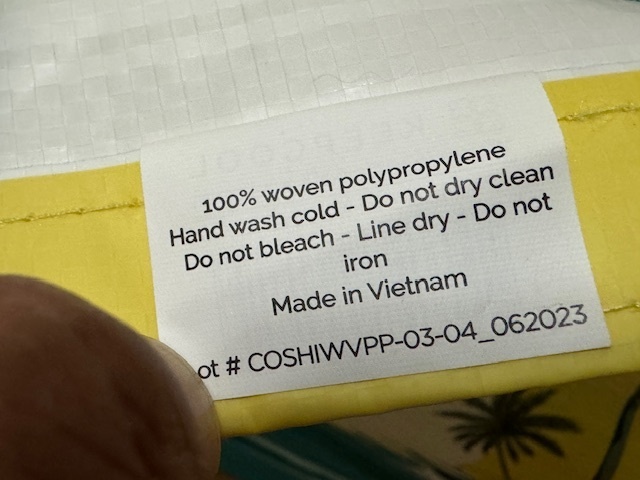 100% woven polypropylene
Hand wash cold - Do not dry clean
Do not bleach - Line dry - Do not
iron
Made in Vietnam
ot # COSHIWVPP-03-04_062023